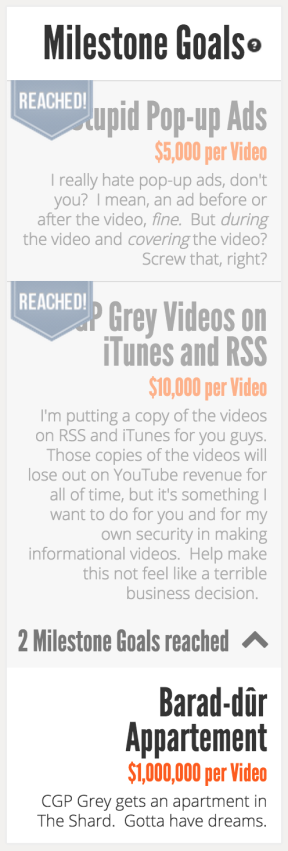 Milestone Goals
REACHED!
tupid Pop-up Ads
$5,000 per Video
I really hate pop-up ads, don't
you? I mean, an ad before or
after the video, fine. But during
the video and covering the video?
Screw that, right?
REACHED!
GP Grey Videos on
iTunes and RSS
$10,000 per Video
I'm putting a copy of the videos
on RSS and iTunes for you guys.
Those copies of the videos will
lose out on YouTube revenue for
all of time, but it's something I
want to do for you and for my
own security in making
informational videos. Help make
this not feel like a terrible
business decision.
2 Milestone Goals reached
Barad-dûr
Appartement
$1,000,000 per Video
CGP Grey gets an apartment in
The Shard. Gotta have dreams.